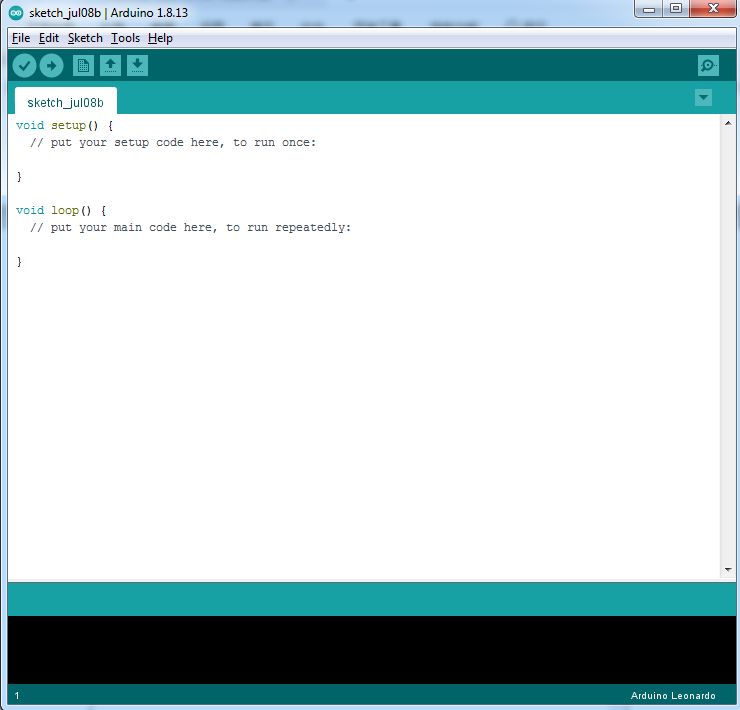 sketch_jul08b | Arduino 1.8.13
File Edit Sketch Tools Help
sketch_jul08b
void setup() {
  // put your setup code here, to run once:
}
void loop() {
  // put your main code here, to run repeatedly:
}
1
Arduino Leonardo